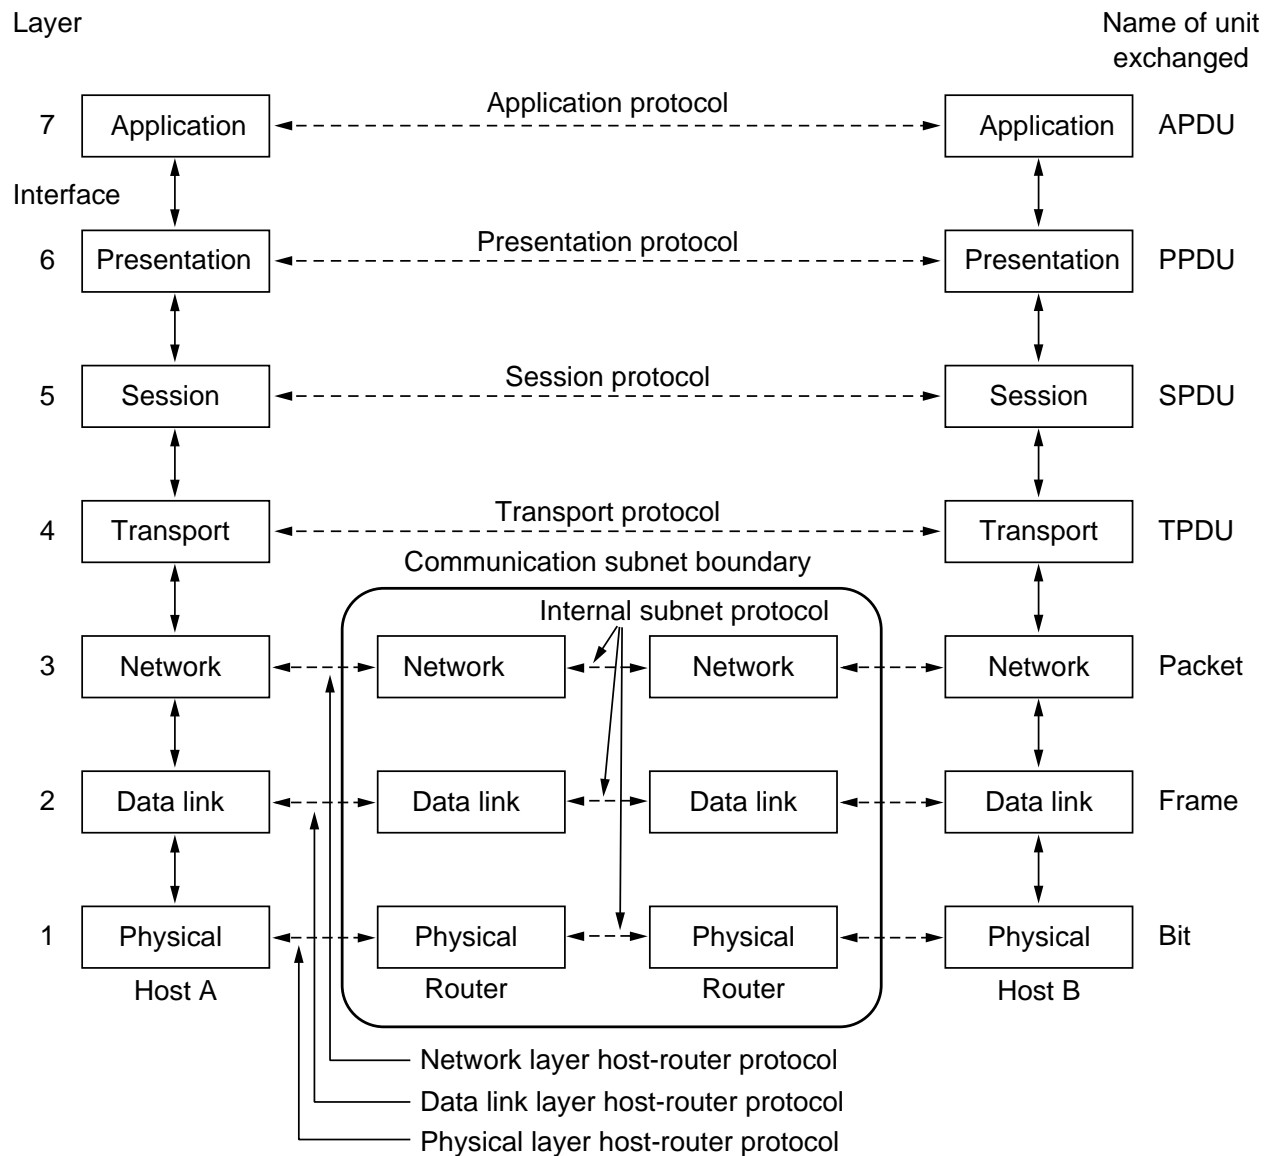 Layer
Name of unit
exchanged
Application protocol
7 Application Application APDU
Interface
Presentation protocol
6 Presentation Presentation PPDU
Session protocol
5 Session Session SPDU
Transport protocol
4 Transport Transport TPDU
Communication subnet boundary
Internal subnet protocol
3 Network Network Network Network Packet
2 Data link Data link Data link Data link Frame
1 Physical Physical Physical Physical Bit
Host A Router Router Host B
Network layer host-router protocol
Data link layer host-router protocol
Physical layer host-router protocol